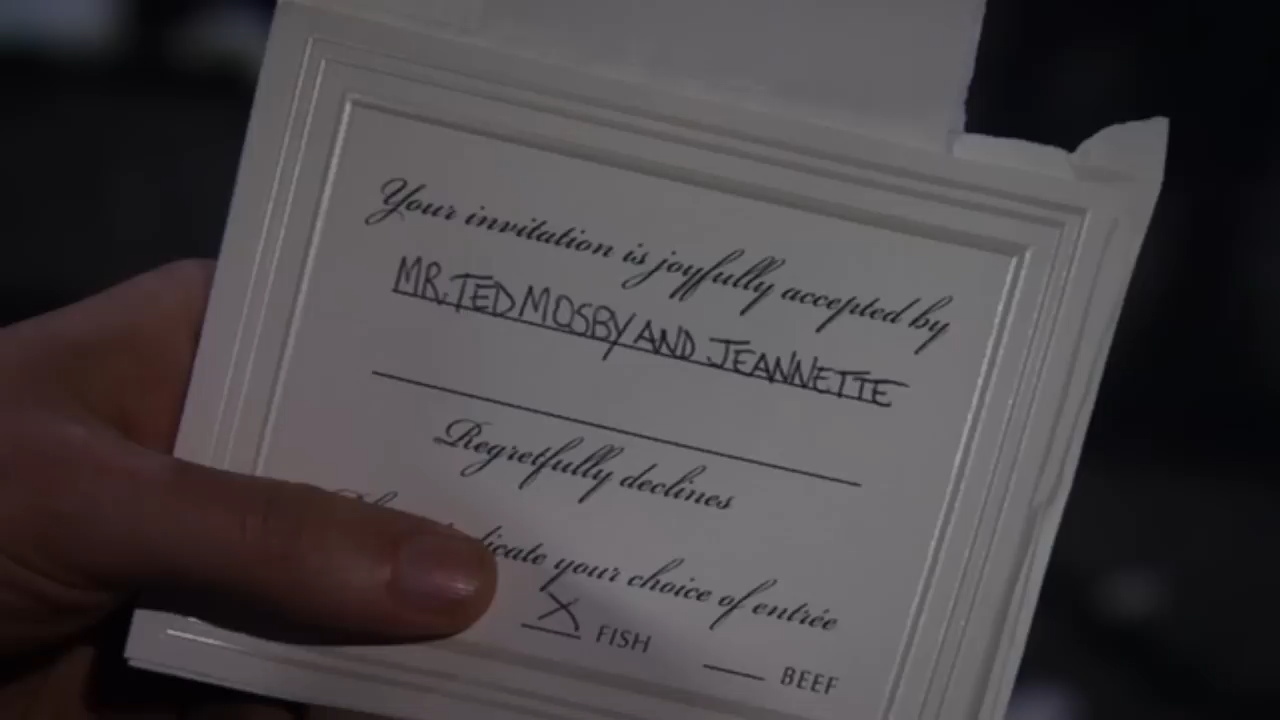 Your invitation is joyfully accepted by
MR. TED MOSBY AND JEANNETTE
Regretfully declines
your choice of entrée
X FISH BEEF